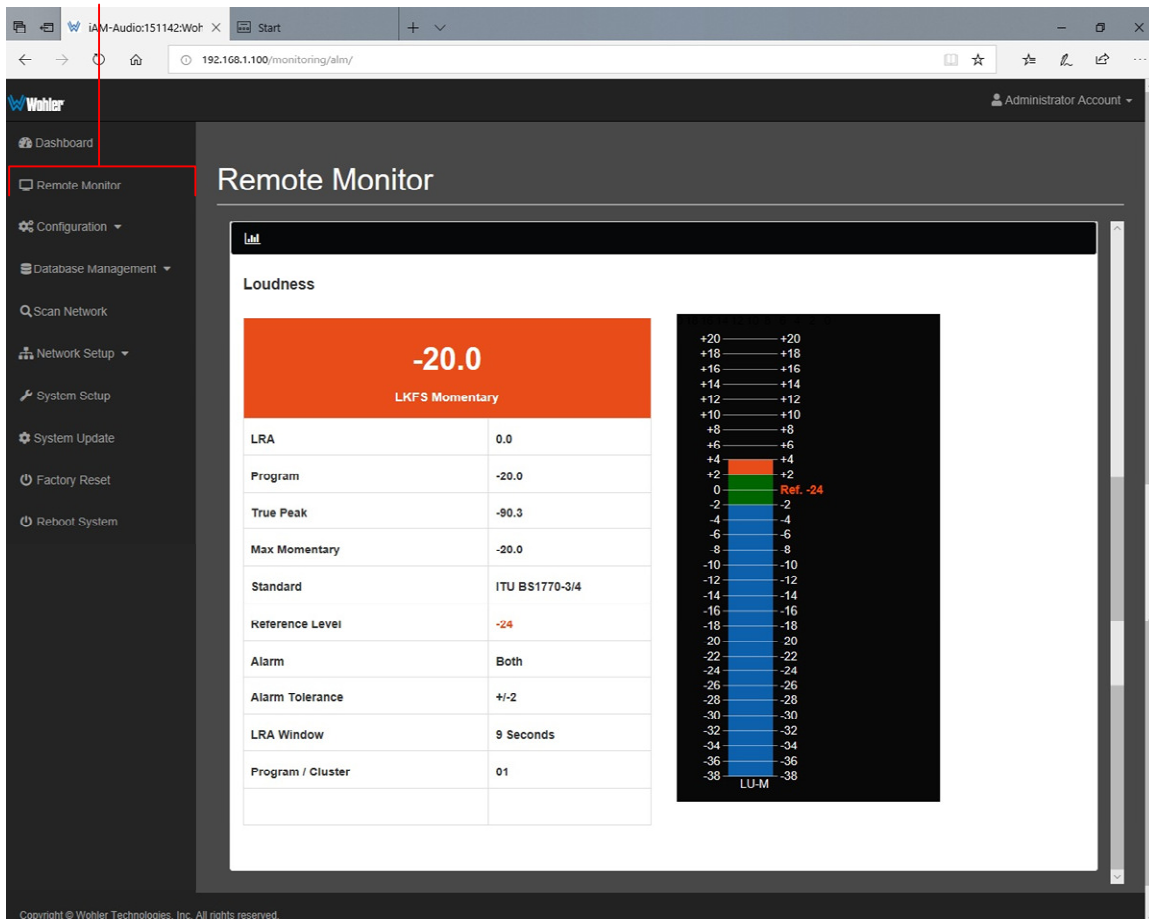 iAM-Audio:151142:Woh
Start
192.168.1.100/monitoring/alm/
Wohler
Administrator Account
Dashboard
Remote Monitor
Configuration
Database Management
Scan Network
Network Setup
System Setup
System Update
Factory Reset
Reboot System
Remote Monitor
Loudness
-20.0
LKFS Momentary
LRA 0.0
Program -20.0
True Peak -90.3
Max Momentary -20.0
Standard ITU BS1770-3/4
Reference Level -24
Alarm Both
Alarm Tolerance +/-2
LRA Window 9 Seconds
Program / Cluster 01
+20 +20
+18 +18
+16 +16
+14 +14
+12 +12
+10 +10
+8 +8
+6 +6
+4 +4
+2 +2
0 Ref. -24
-2 -2
-4 -4
-6 -6
-8 -8
-10 -10
-12 -12
-14 -14
-16 -16
-18 -18
20 20
-22 -22
-24 -24
-26 -26
-28 -28
-30 -30
-32 -32
-34 -34
-36 -36
-38 -38
LU-M
Copyright © Wohler Technologies, Inc. All rights reserved.